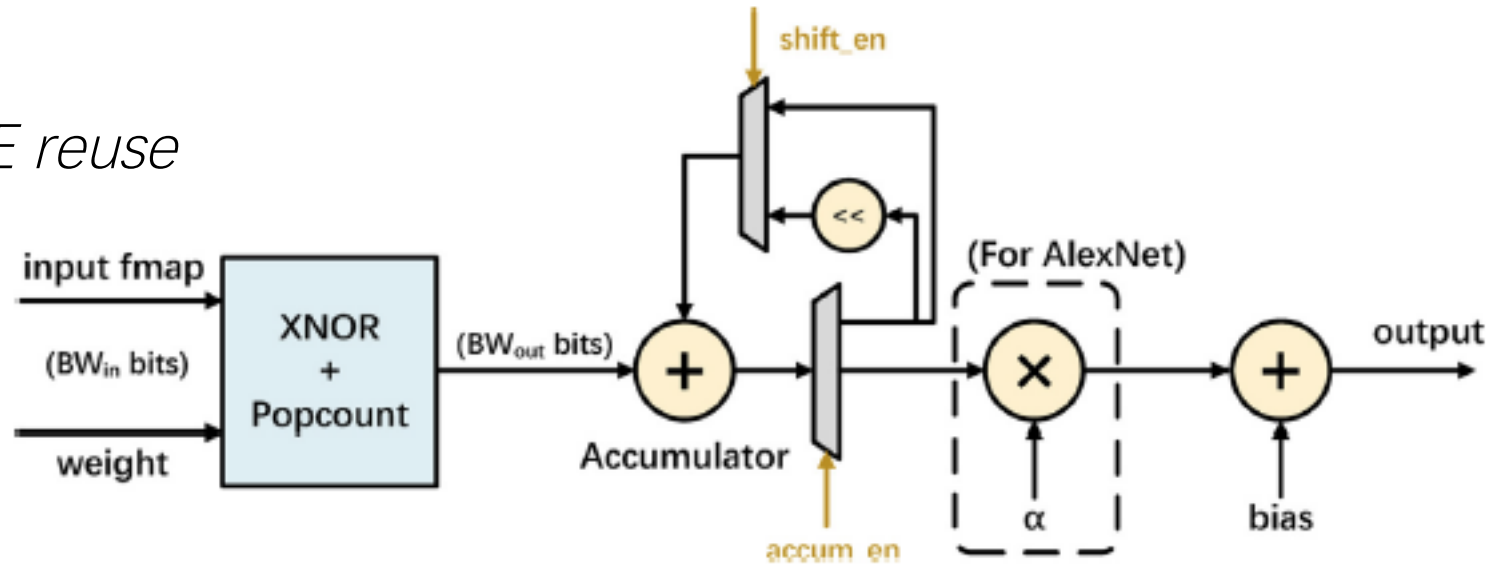 shift_en
E reuse
<<
(For AlexNet)
input fmap
XNOR
+
Popcount
(BWin bits)
(BWout bits)
+
×
+
output
weight
Accumulator
α
bias
accum_en